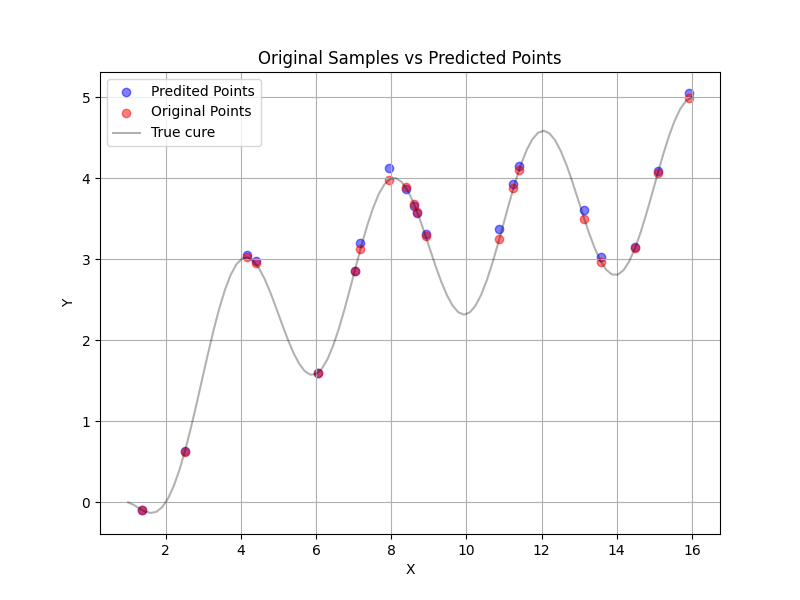 Original Samples vs Predicted Points
Predited Points
Original Points
True cure
5
4
3
2
1
0
Y
2 4 6 8 10 12 14 16
X